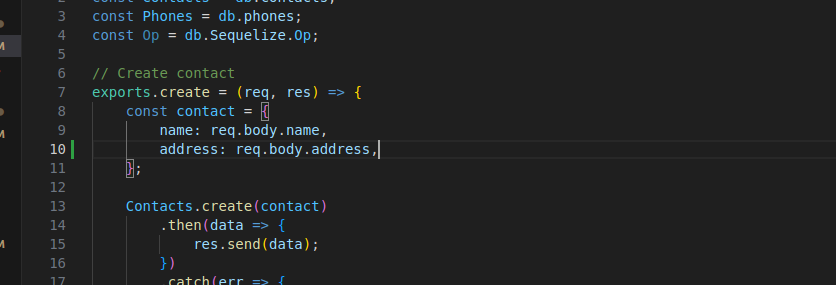 2 const Contacts = db.contacts;
3 const Phones = db.phones;
4 const Op = db.Sequelize.Op;
5
6 // Create contact
7 exports.create = (req, res) => {
8 const contact = {
9 name: req.body.name,
10 address: req.body.address,
11 };
12
13 Contacts.create(contact)
14 .then(data => {
15 res.send(data);
16 })
17 .catch(err => {
M
M
M